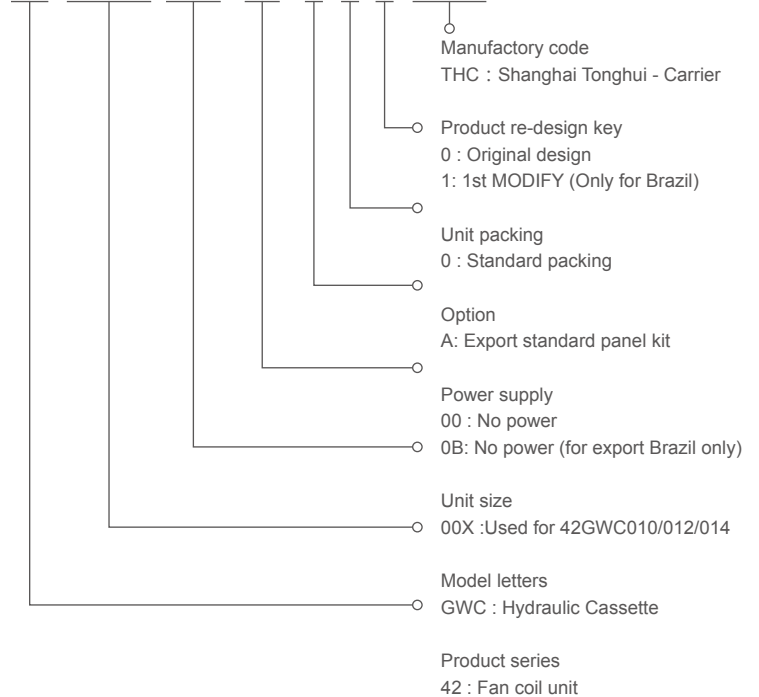 Manufactory code
THC : Shanghai Tonghui - Carrier
Product re-design key
0 : Original design
1: 1st MODIFY (Only for Brazil)
Unit packing
0 : Standard packing
Option
A: Export standard panel kit
Power supply
00 : No power
0B: No power (for export Brazil only)
Unit size
00X :Used for 42GWC010/012/014
Model letters
GWC : Hydraulic Cassette
Product series
42 : Fan coil unit